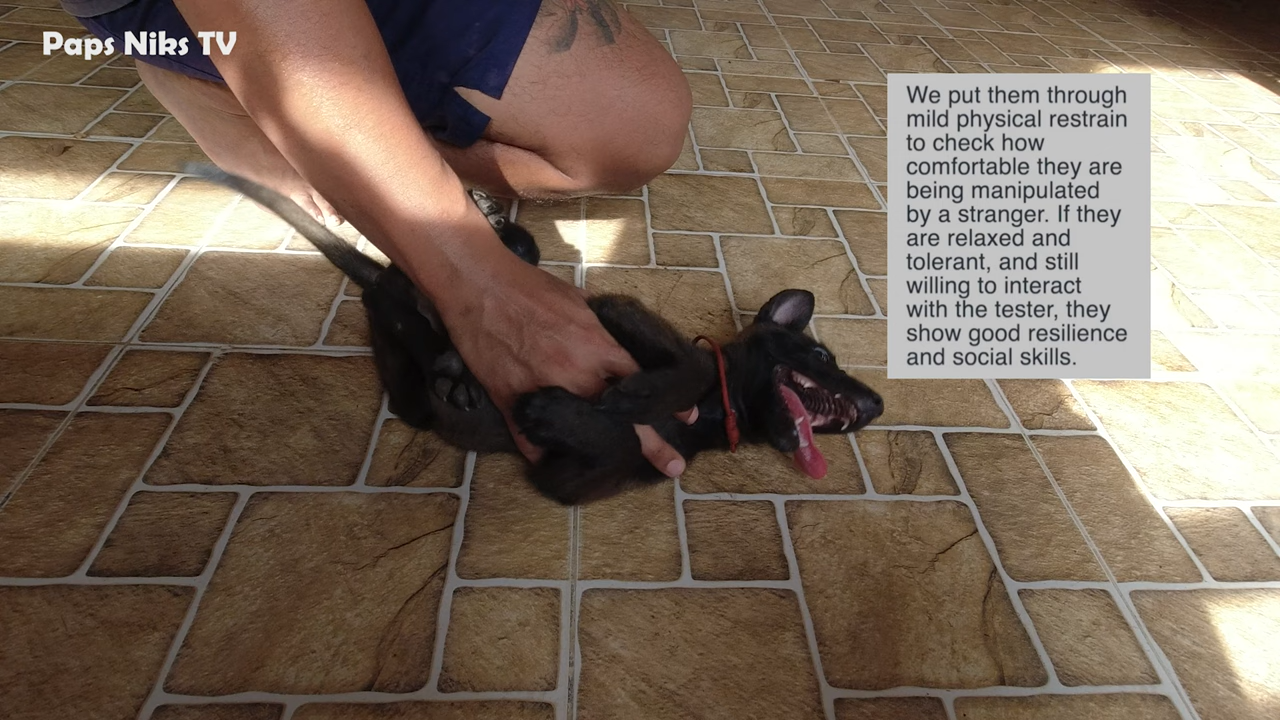 Paps Niks TV
We put them through
mild physical restrain
to check how
comfortable they are
being manipulated
by a stranger. If they
are relaxed and
tolerant, and still
willing to interact
with the tester, they
show good resilience
and social skills.